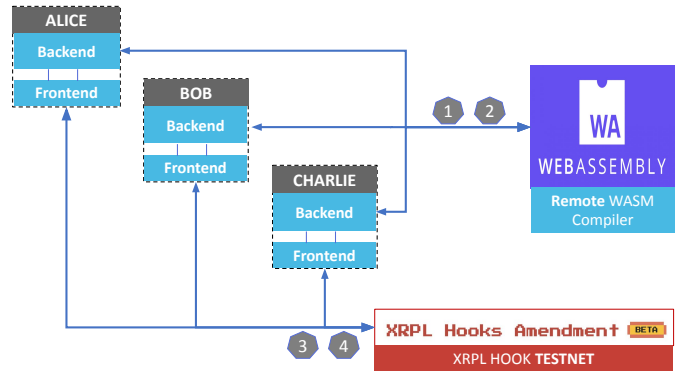 ALICE
Backend
Frontend
BOB
Backend
Frontend
CHARLIE
Backend
Frontend
1 2
WA
WEBASSEMBLY
Remote WASM
Compiler
3 4
XRPL Hooks Amendment BETA
XRPL HOOK TESTNET